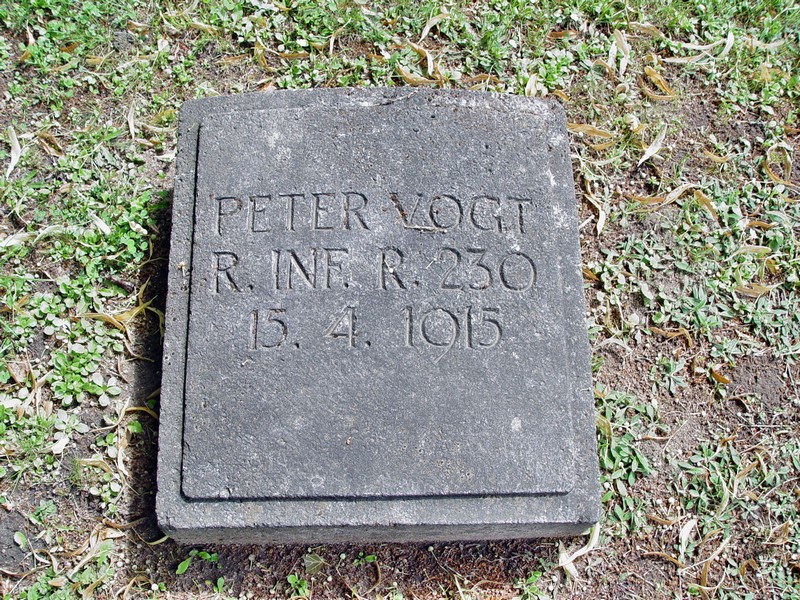 PETER VOGT
R. INF. R. 230
15. 4. 1915